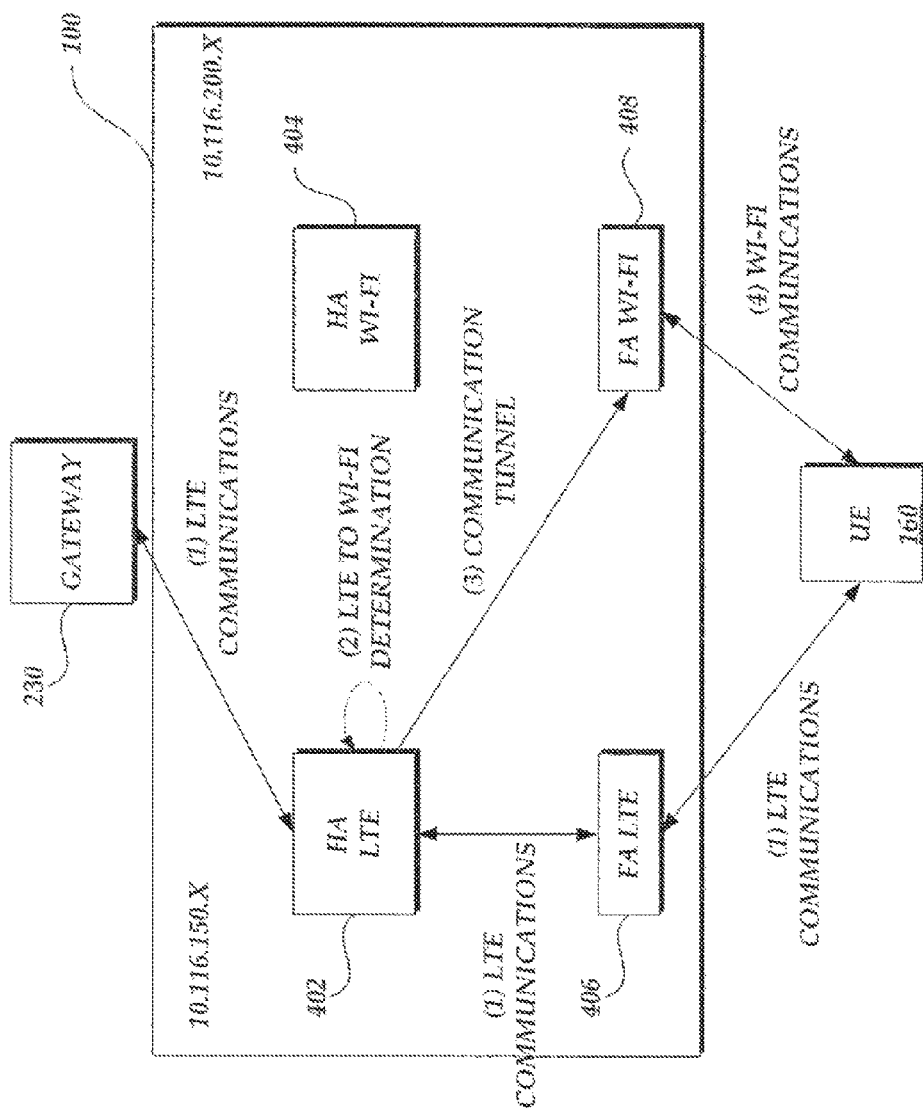 GATEWAY
230
100
10.116.150.X
10.116.200.X
(1) LTE
COMMUNICATIONS
HA
LTE
402
(2) LTE TO WI-FI
DETERMINATION
HA
WI-FI
404
(3) COMMUNICATION
TUNNEL
(1) LTE
COMMUNICATIONS
FA LTE
406
FA WI-FI
408
(1) LTE
COMMUNICATIONS
(4) WI-FI
COMMUNICATIONS
UE
160